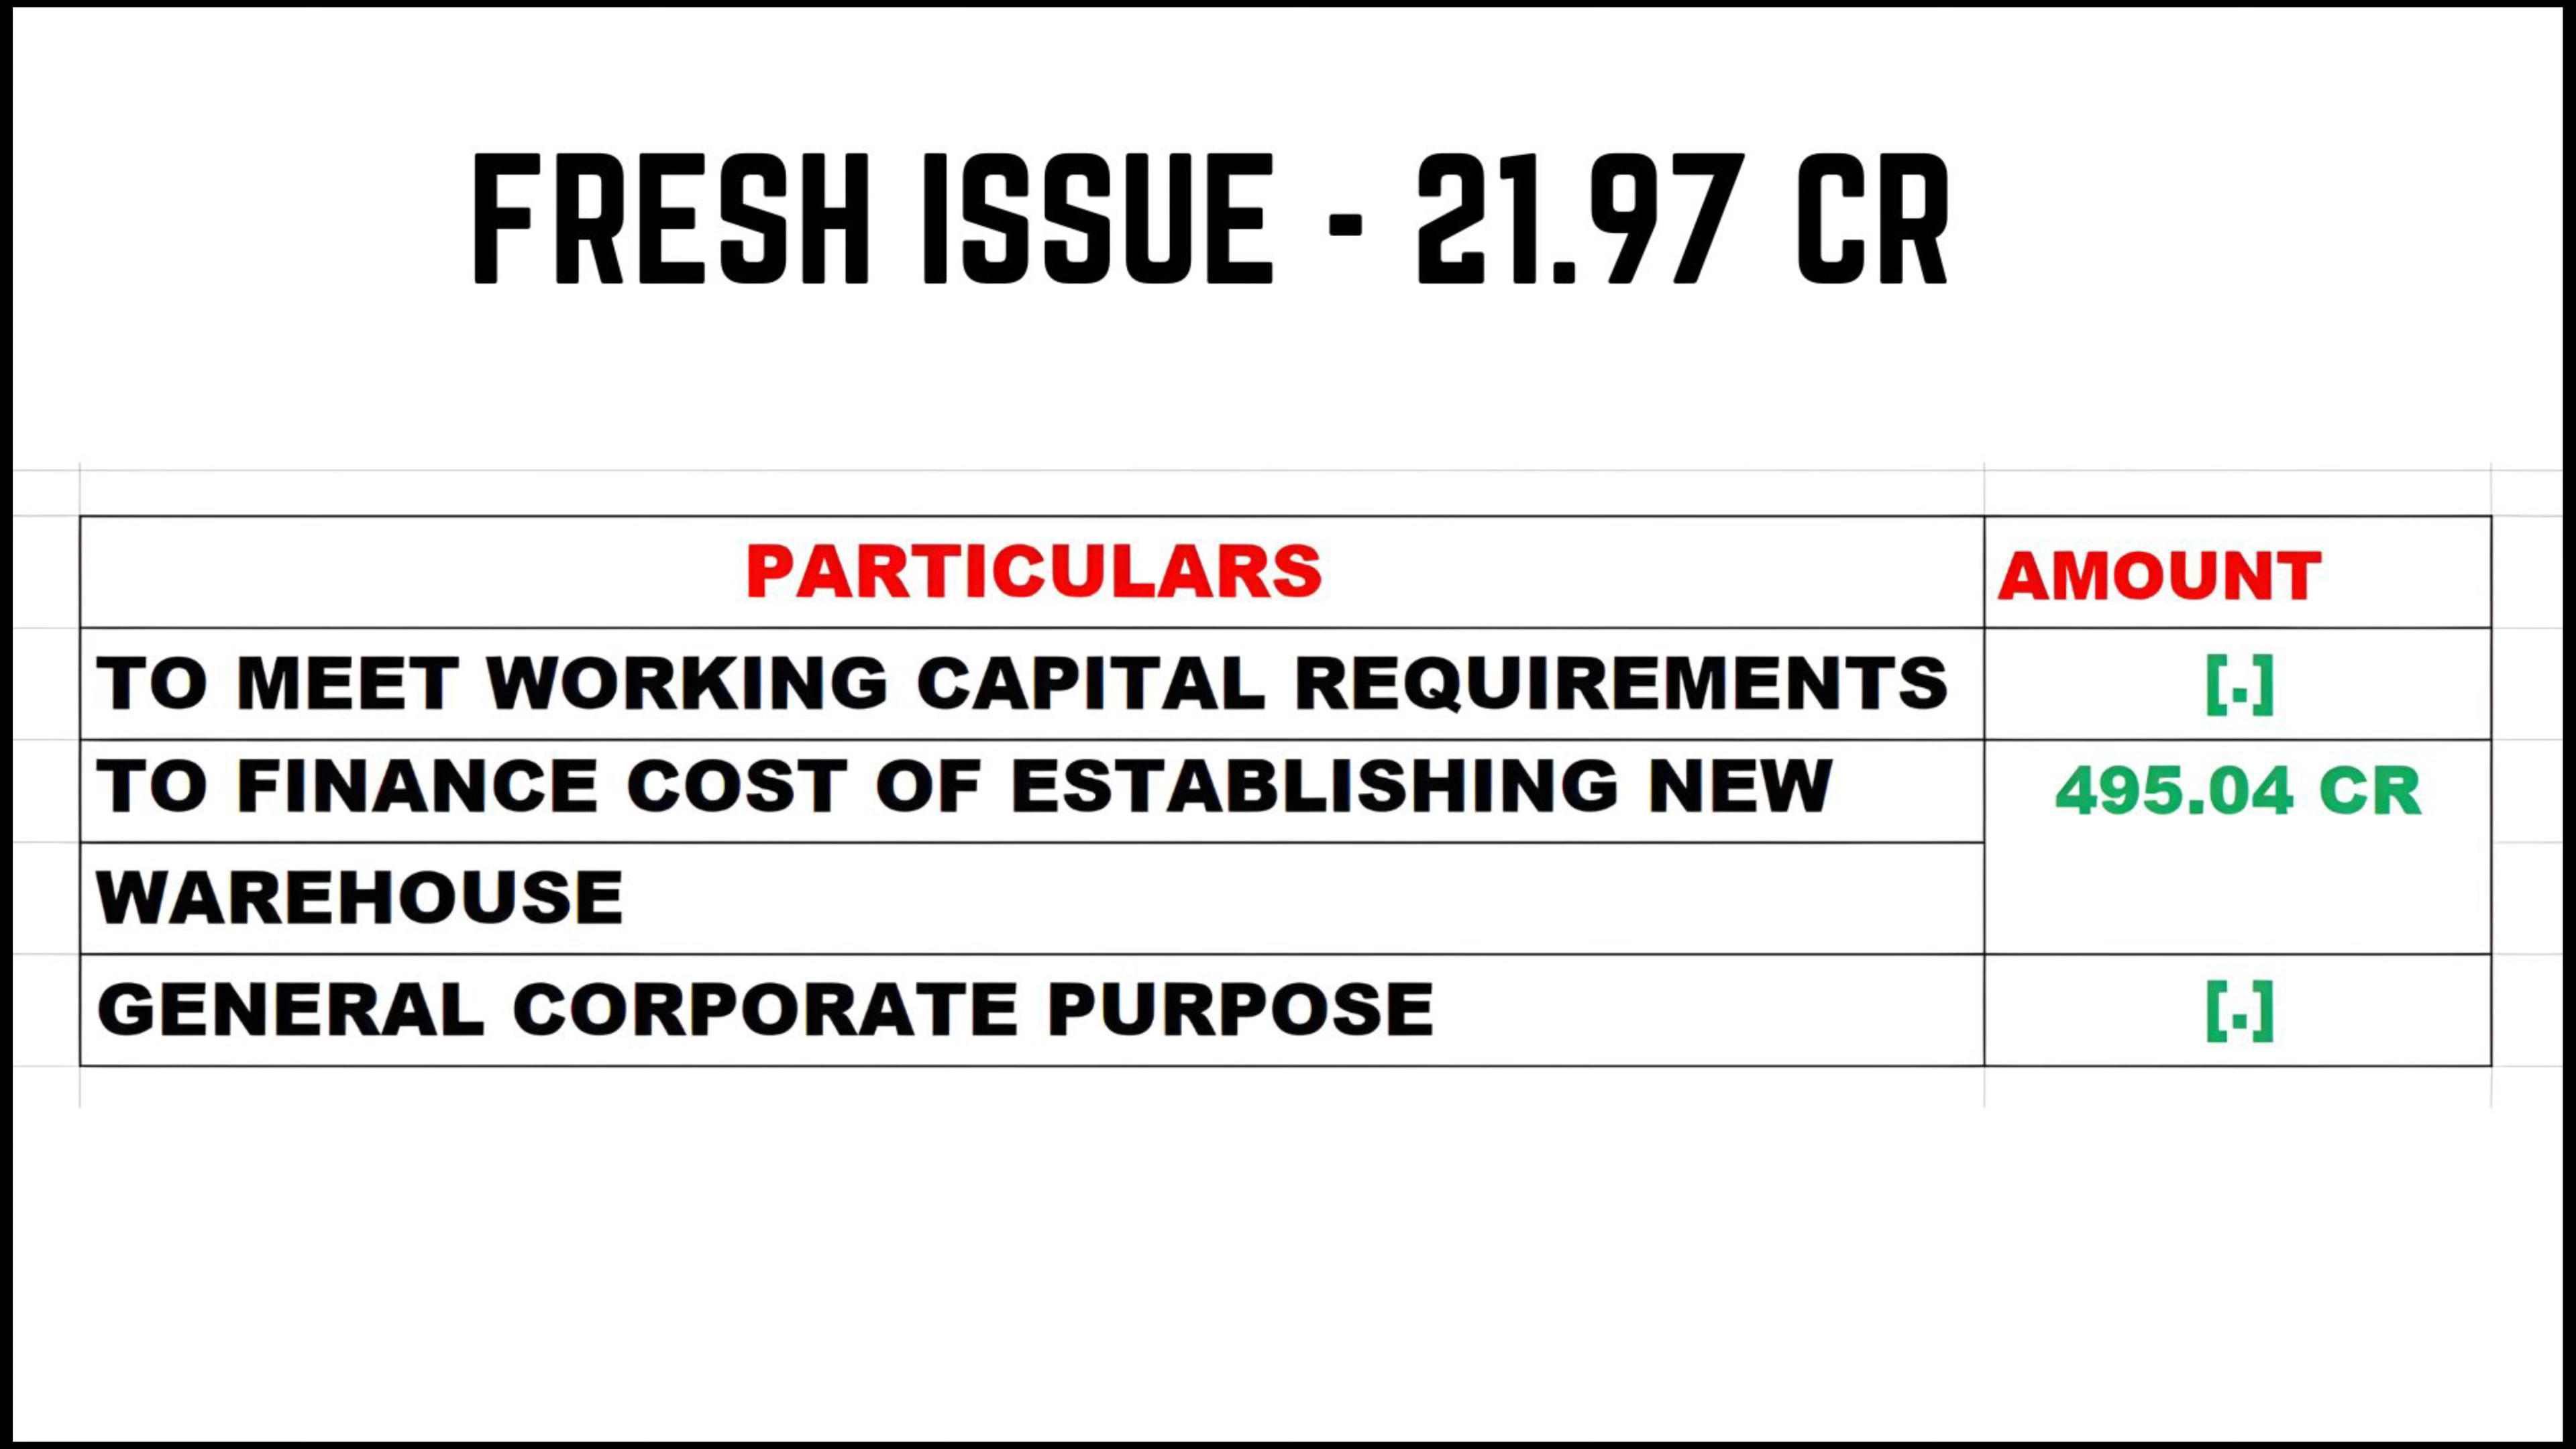 FRESH ISSUE - 21.97 CR
PARTICULARS AMOUNT
TO MEET WORKING CAPITAL REQUIREMENTS [.]
TO FINANCE COST OF ESTABLISHING NEW 495.04 CR
WAREHOUSE
GENERAL CORPORATE PURPOSE [.]